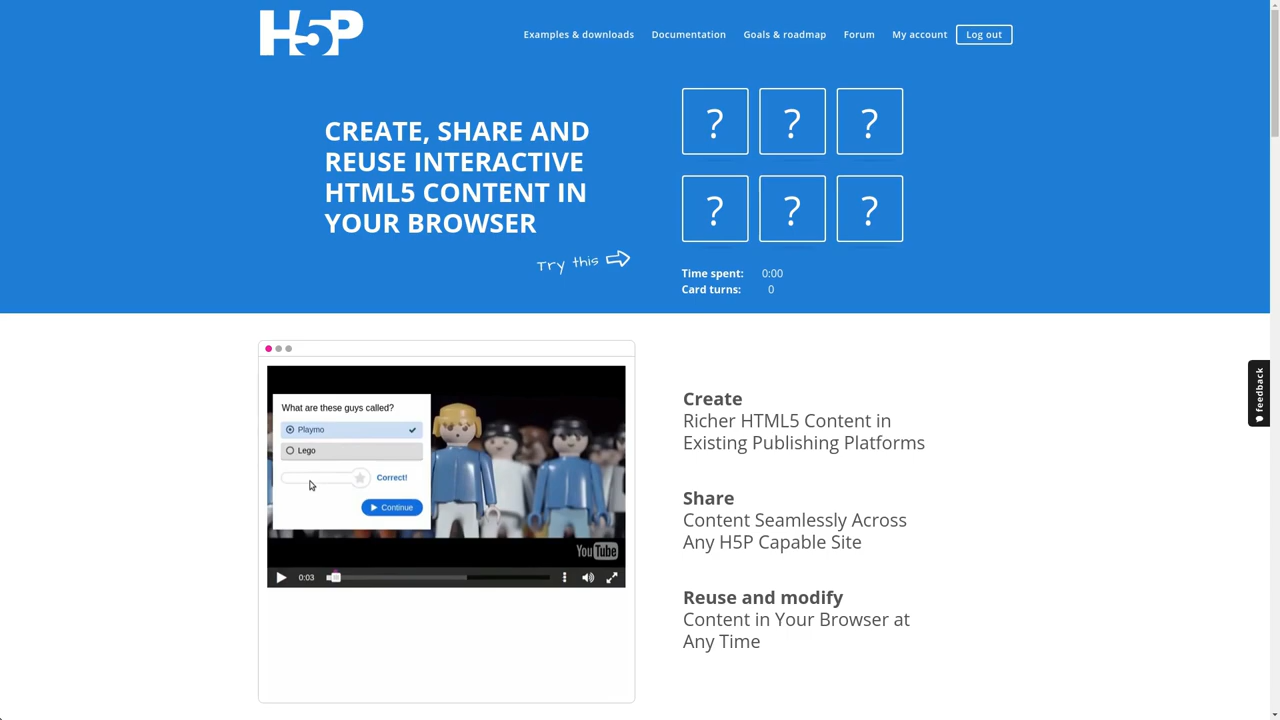 H5P
Examples & downloads
Documentation
Goals & roadmap
Forum
My account
Log out
CREATE, SHARE AND
REUSE INTERACTIVE
HTML5 CONTENT IN
YOUR BROWSER
Try this
? ? ?
? ? ?
Time spent: 0:00
Card turns: 0
What are these guys called?
Playmo
Lego
Correct!
Continue
YouTube
0:03
Create
Richer HTML5 Content in
Existing Publishing Platforms
Share
Content Seamlessly Across
Any H5P Capable Site
Reuse and modify
Content in Your Browser at
Any Time
feedback